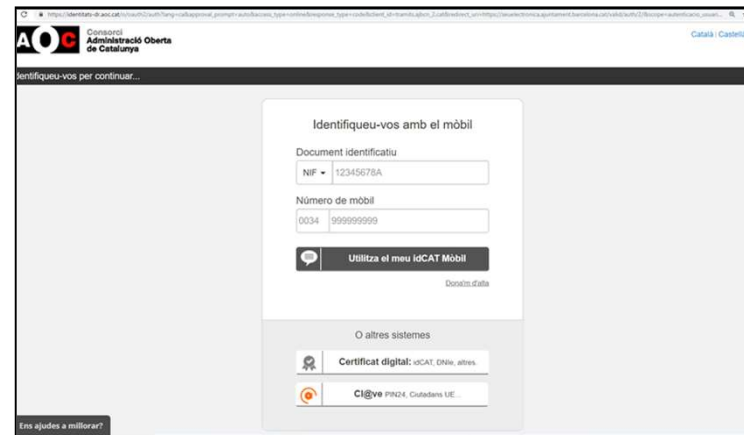 AOC
Consorci
Administració Oberta
de Catalunya
Català | Castella
dentifiqueu-vos per continuar...
Identifiqueu-vos amb el mòbil
Document identificatiu
NIF 12345678A
Número de mòbil
0034 999999999
Utilitza el meu idCAT Mòbil
Dona'm d'alta
O altres sistemes
Certificat digital: idCAT, DNIe, altres.
Cl@ve PIN24, Ciutadans UE...
Ens ajudes a millorar?